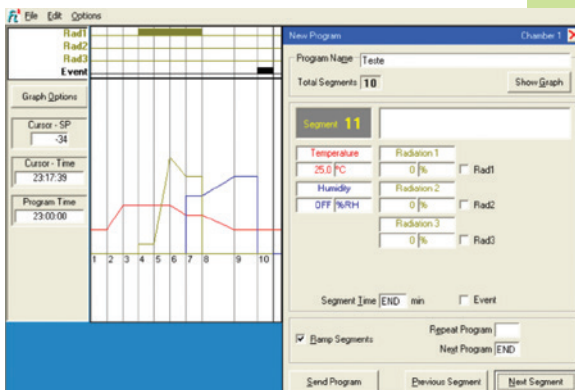 File Edit Options
Rad1
Rad2
Rad3
Event
Graph Options
Cursor - SP
-34
Cursor - Time
23:17:39
Program Time
23:00:00
1 2 3 4 5 6 7 8 9 10
New Program Chamber 1
Program Name Teste
Total Segments 10 Show Graph
Segment 11
Temperature Radiation 1
25,0 °C 0 % Rad1
Humidity Radiation 2
OFF %RH 0 % Rad2
Radiation 3
0 % Rad3
Segment Time END min Event
Ramp Segments Repeat Program
Next Program END
Send Program Previous Segment Next Segment